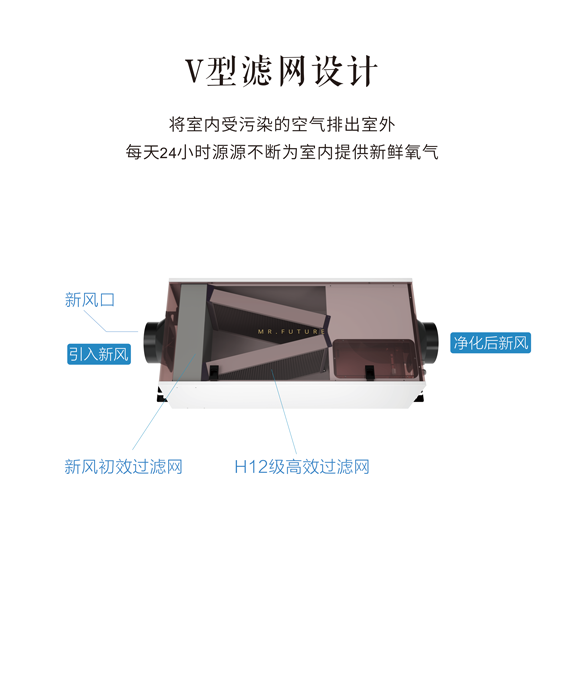 V型滤网设计
将室内受污染的空气排出室外
每天24小时源源不断为室内提供新鲜氧气
新风口
MR.FUTURE
引入新风
净化后新风
新风初效过滤网
H12级高效过滤网